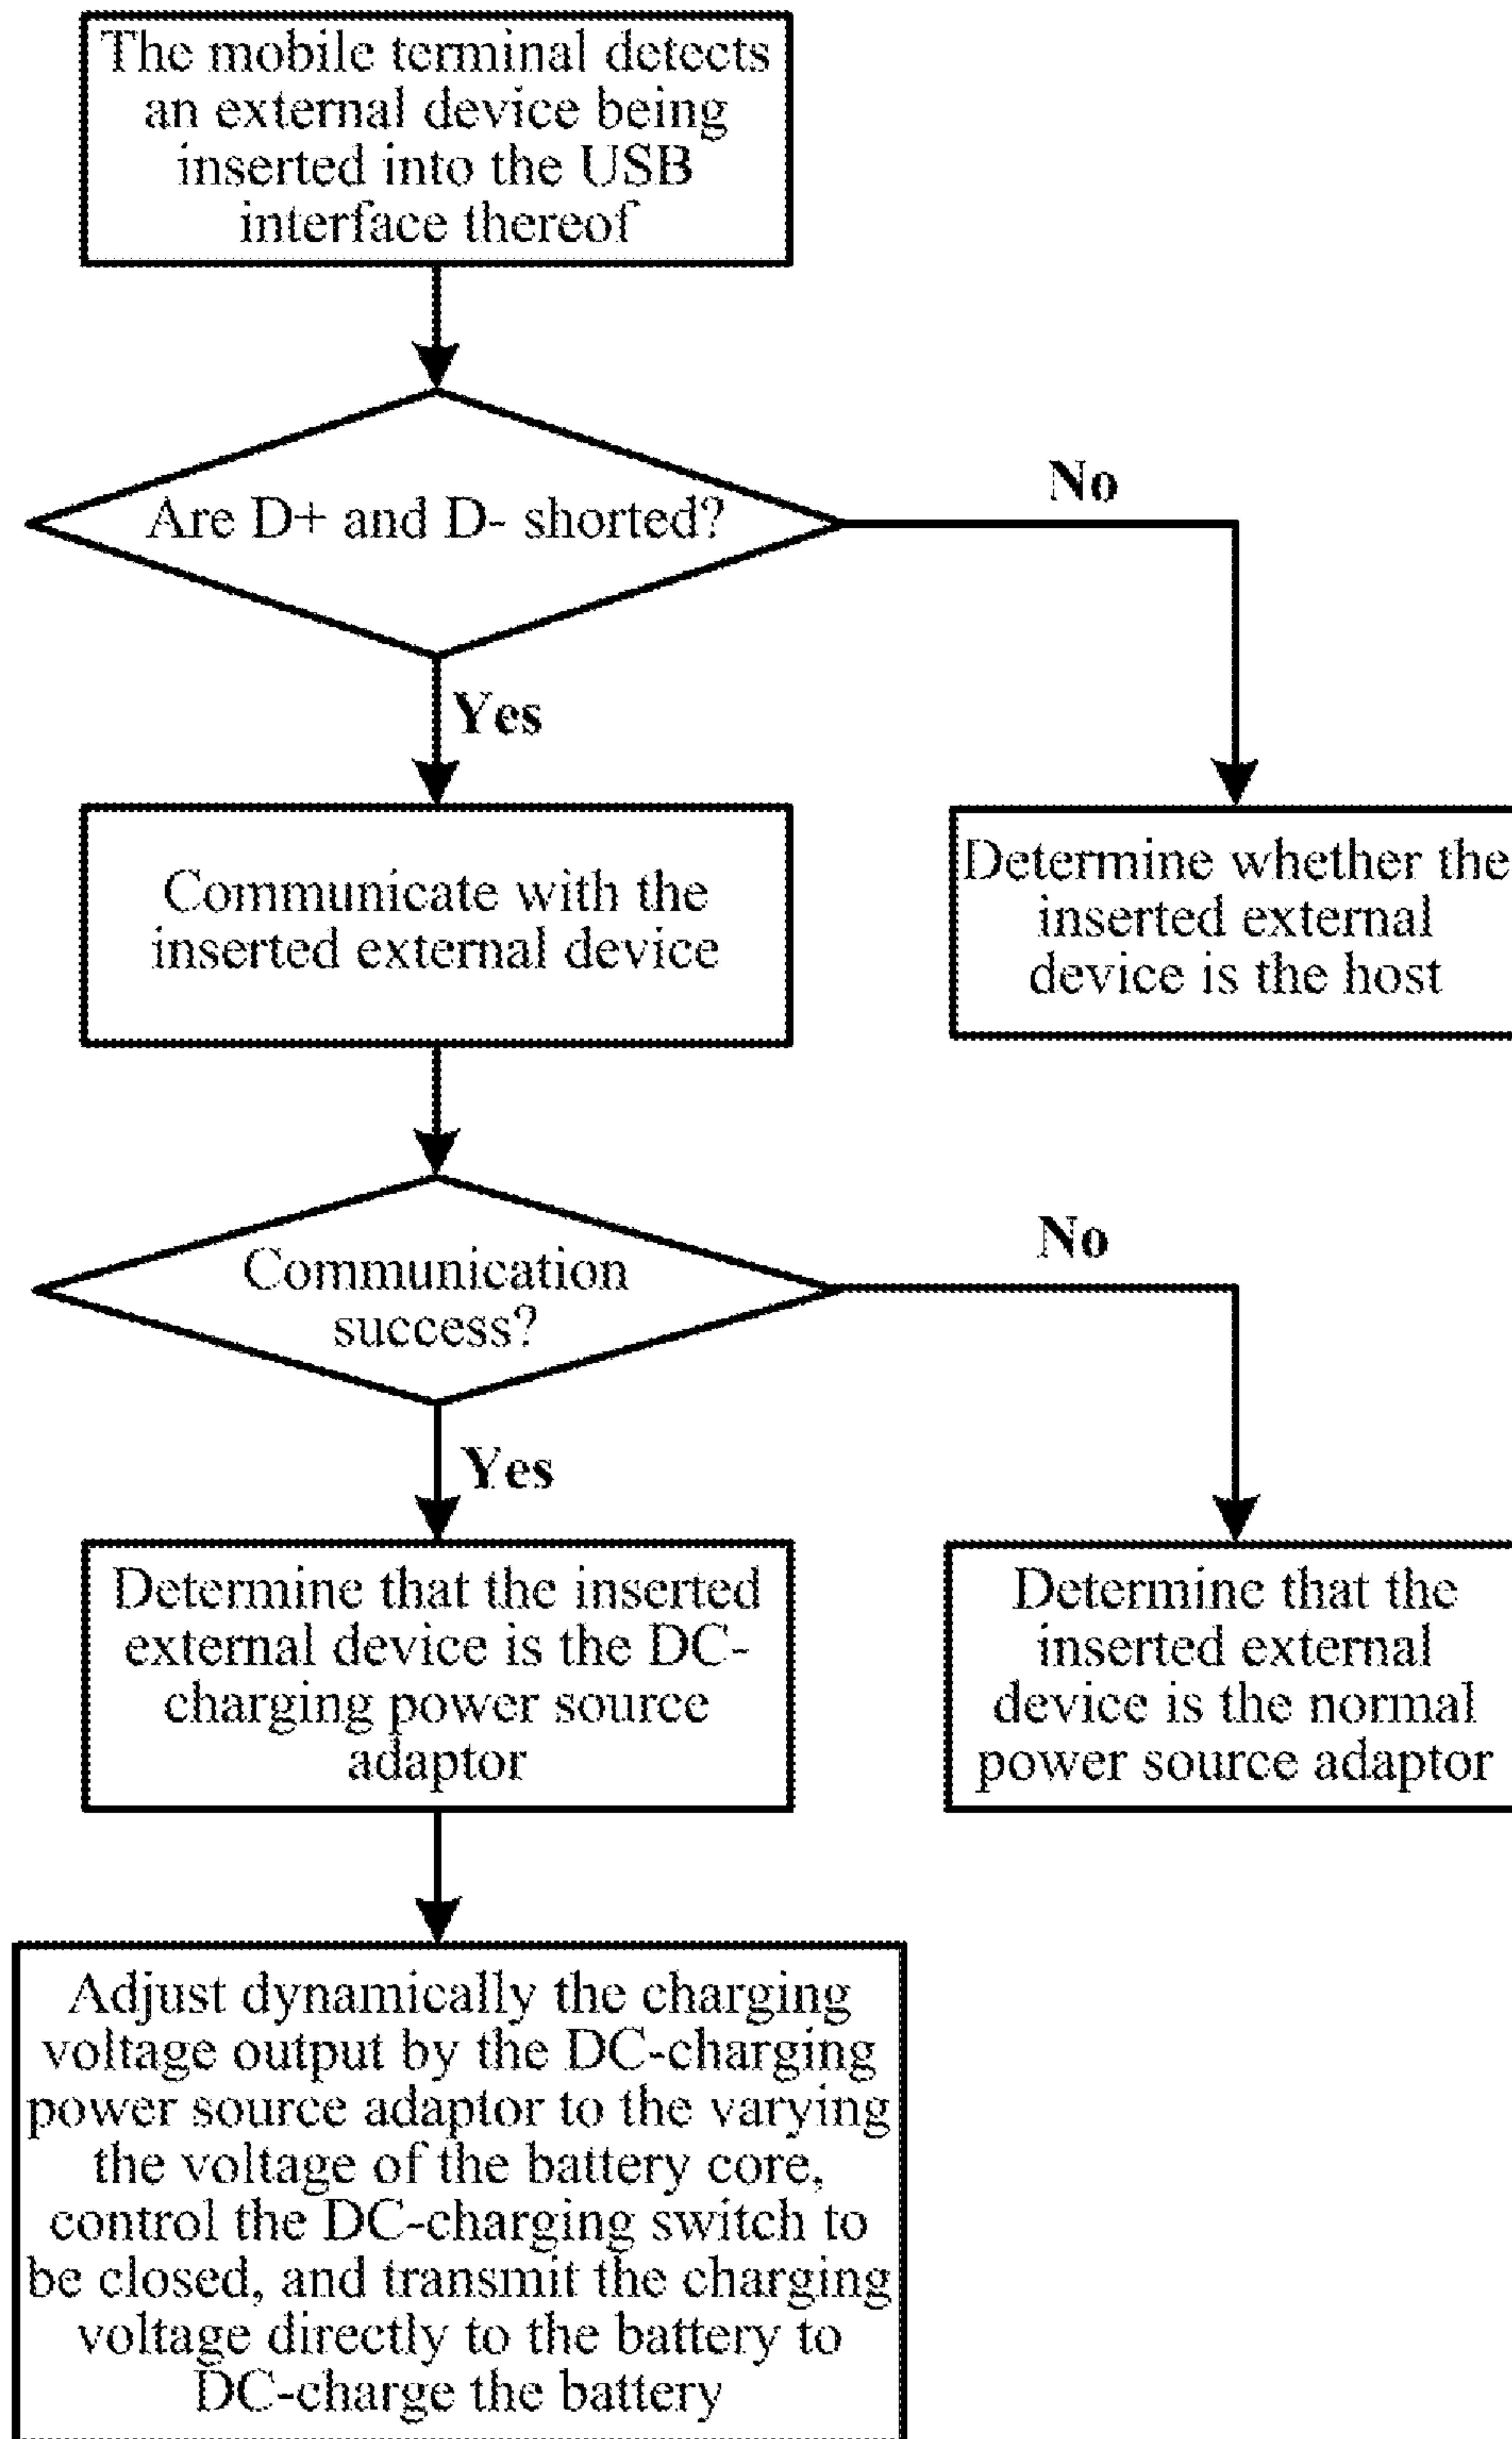 The mobile terminal detects
an external device being
inserted into the USB
interface thereof
Are D+ and D- shorted?
No
Yes
Communicate with the
inserted external device
Determine whether the
inserted external
device is the host
Communication
success?
No
Yes
Determine that the inserted
external device is the DC-
charging power source
adaptor
Determine that the
inserted external
device is the normal
power source adaptor
Adjust dynamically the charging
voltage output by the DC-charging
power source adaptor to the varying
the voltage of the battery core,
control the DC-charging switch to
be closed, and transmit the charging
voltage directly to the battery to
DC-charge the battery